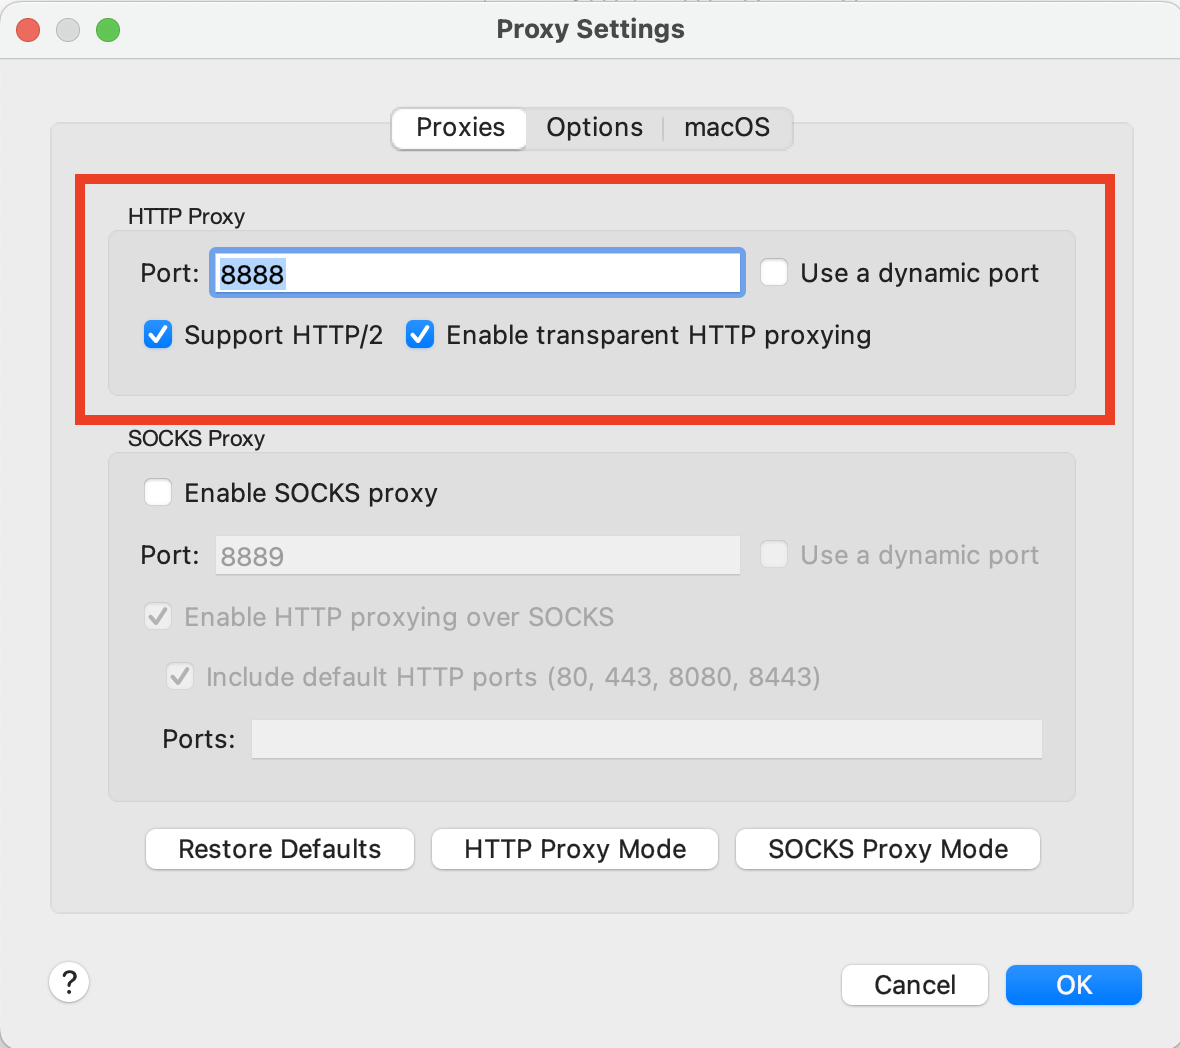 Proxy Settings
Proxies Options macOS
HTTP Proxy
Port: 8888 Use a dynamic port
Support HTTP/2 Enable transparent HTTP proxying
SOCKS Proxy
Enable SOCKS proxy
Port: 8889 Use a dynamic port
Enable HTTP proxying over SOCKS
Include default HTTP ports (80, 443, 8080, 8443)
Ports:
Restore Defaults HTTP Proxy Mode SOCKS Proxy Mode
? Cancel OK